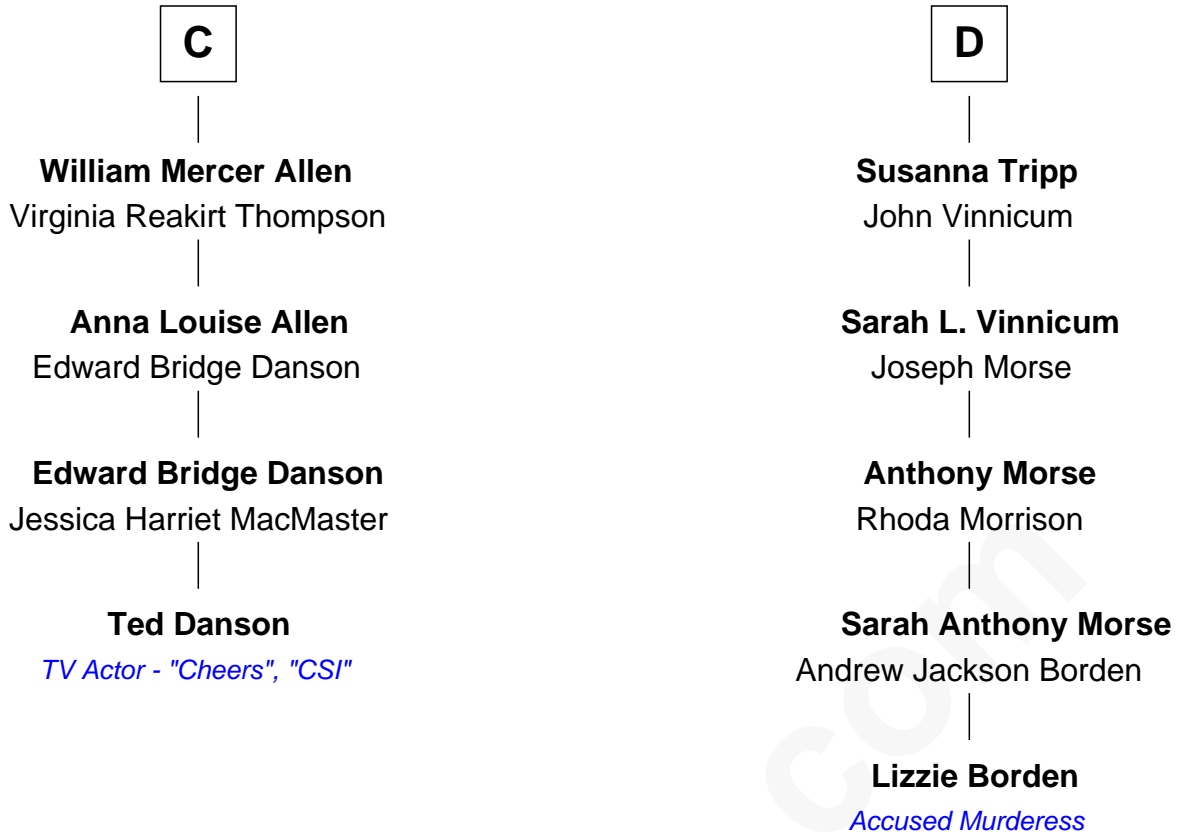 C
William Mercer Allen
Virginia Reakirt Thompson
Anna Louise Allen
Edward Bridge Danson
Edward Bridge Danson
Jessica Harriet MacMaster
Ted Danson
TV Actor - "Cheers", "CSI"
D
Susanna Tripp
John Vinnicum
Sarah L. Vinnicum
Joseph Morse
Anthony Morse
Rhoda Morrison
Sarah Anthony Morse
Andrew Jackson Borden
Lizzie Borden
Accused Murderess
com